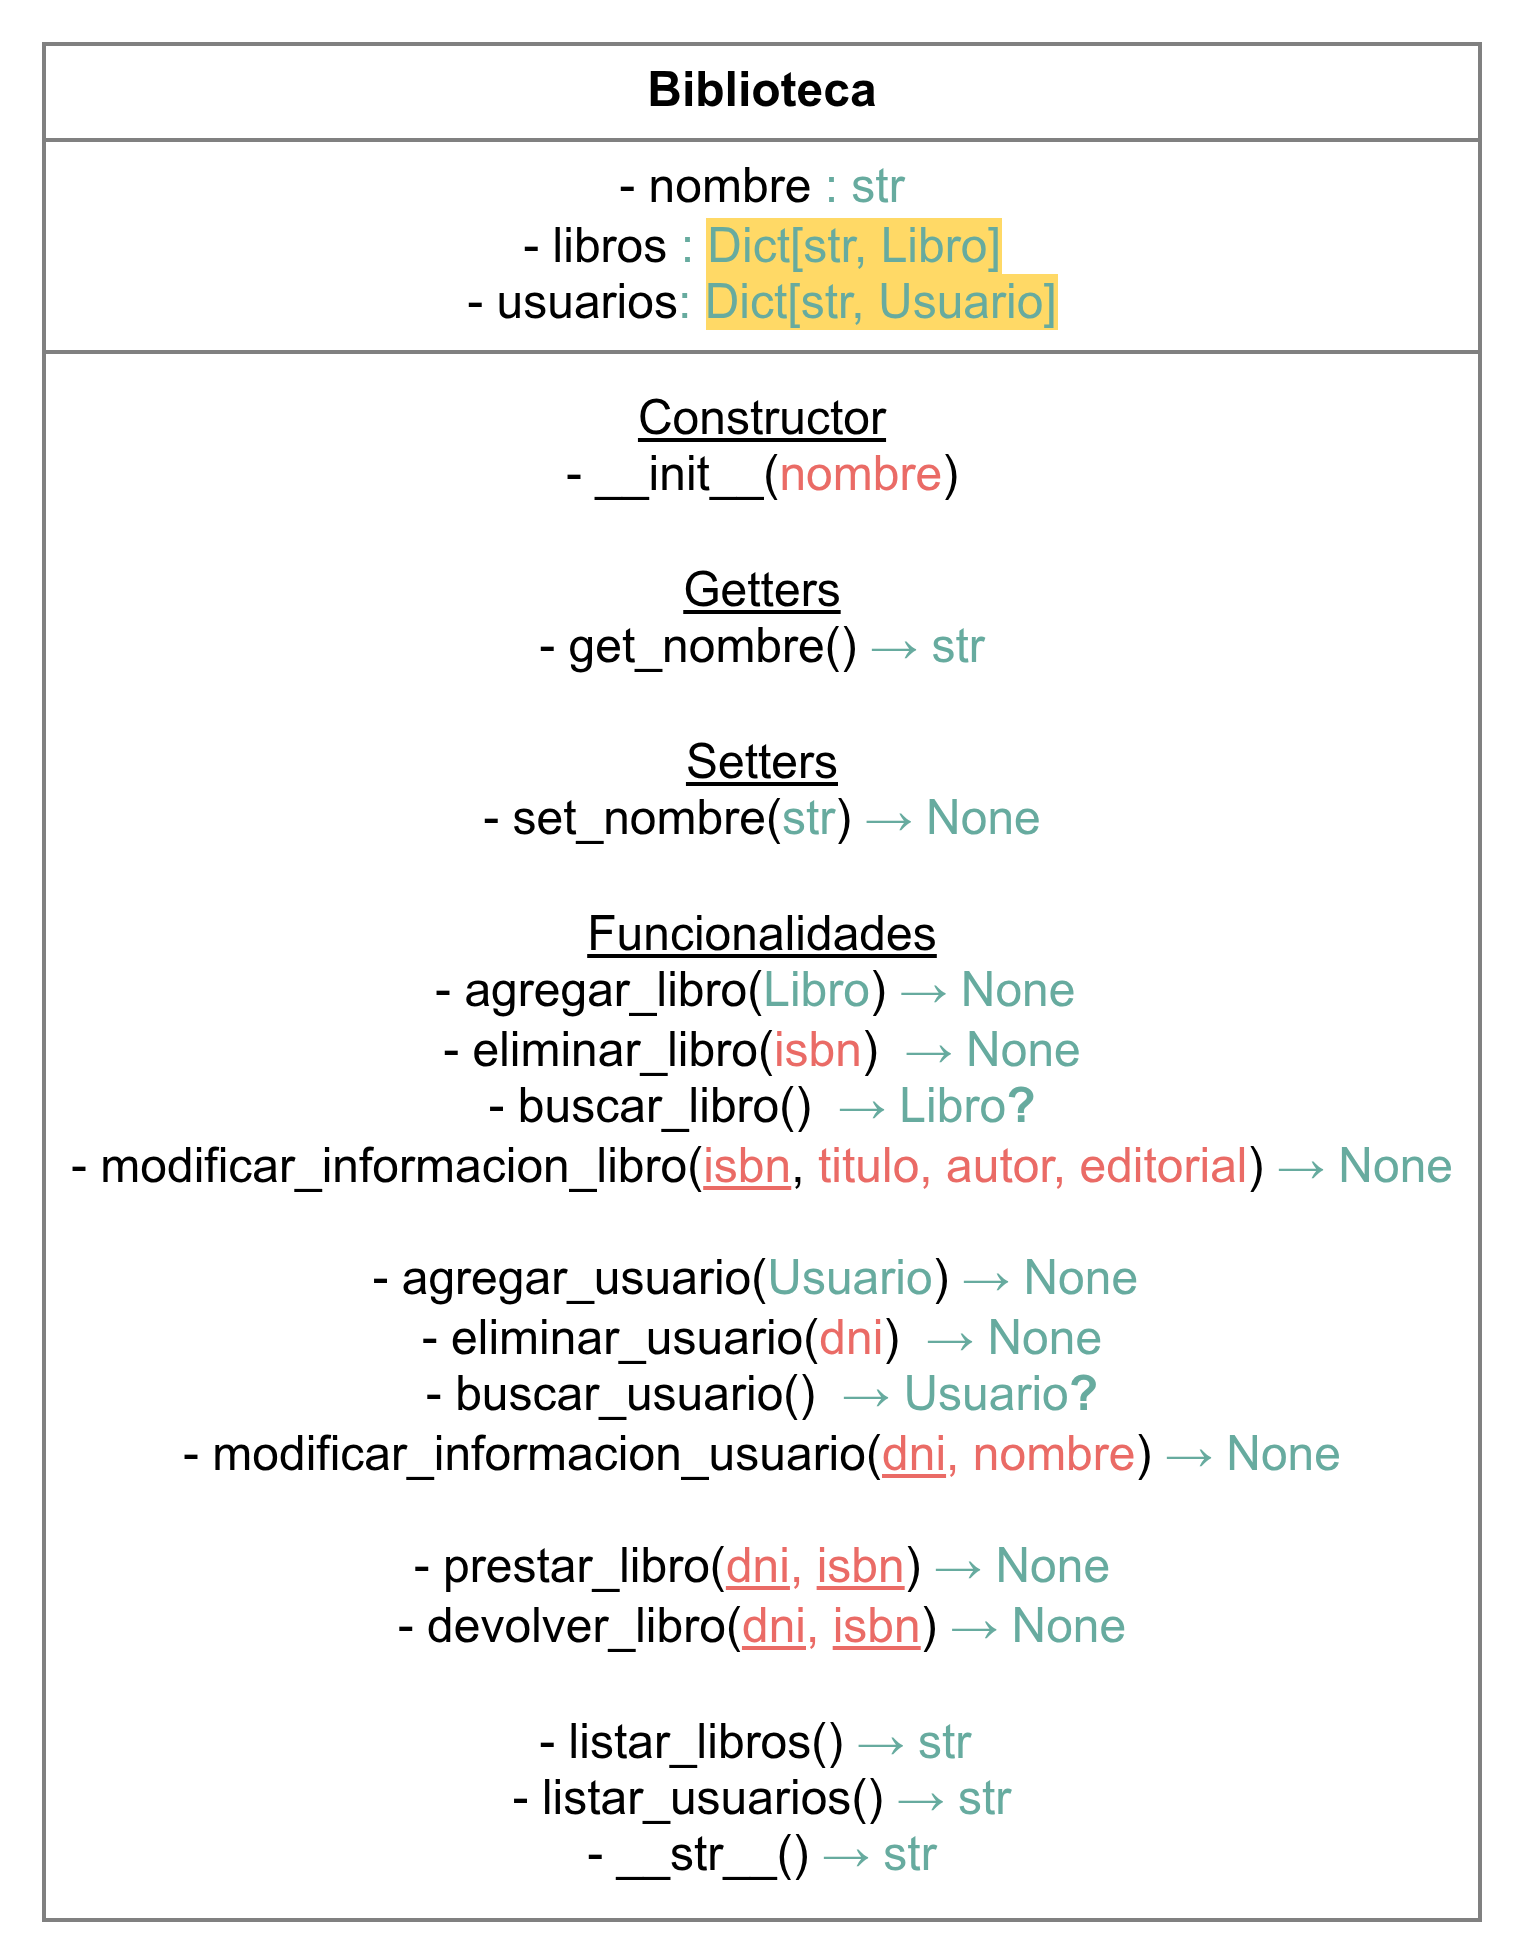 Biblioteca
- nombre : str
- libros : Dict[str, Libro]
- usuarios: Dict[str, Usuario]
Constructor
- __init__(nombre)
Getters
- get_nombre() → str
Setters
- set_nombre(str) → None
Funcionalidades
- agregar_libro(Libro) → None
- eliminar_libro(isbn) → None
- buscar_libro() → Libro?
- modificar_informacion_libro(isbn, titulo, autor, editorial) → None
- agregar_usuario(Usuario) → None
- eliminar_usuario(dni) → None
- buscar_usuario() → Usuario?
- modificar_informacion_usuario(dni, nombre) → None
- prestar_libro(dni, isbn) → None
- devolver_libro(dni, isbn) → None
- listar_libros() → str
- listar_usuarios() → str
- __str__() → str